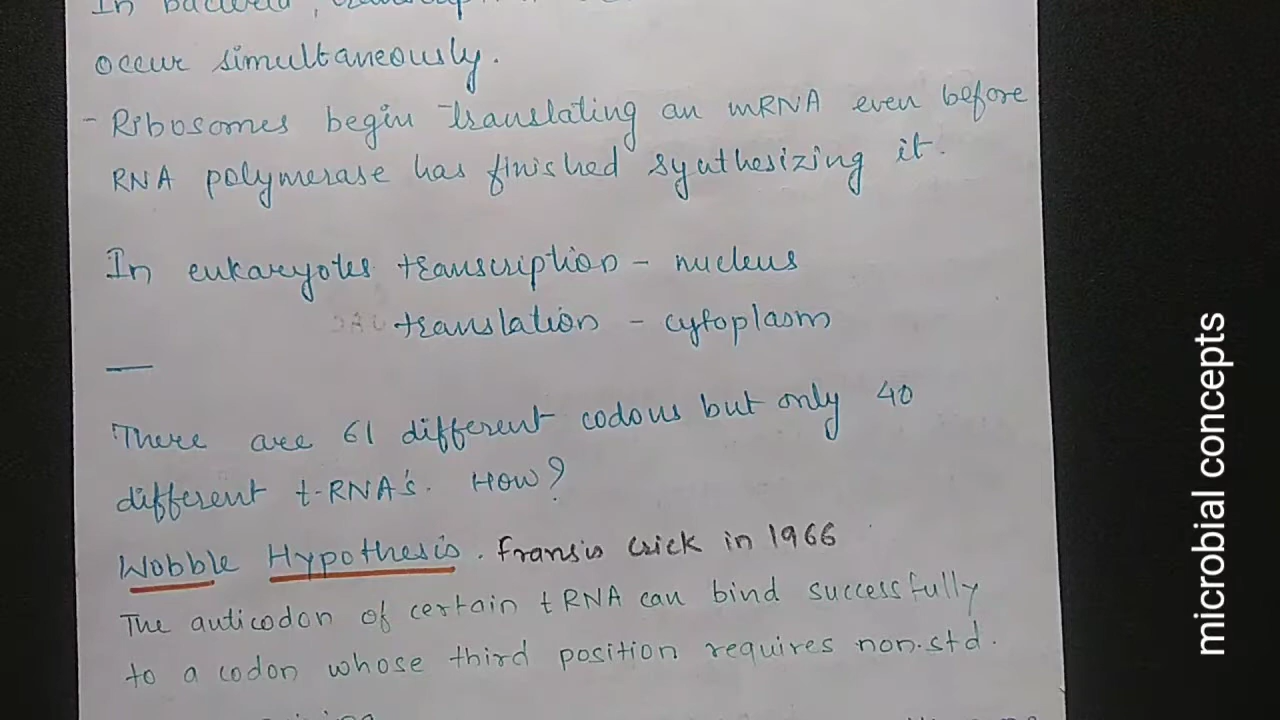 In bacteria,
occur simultaneously.
- Ribosomes begin translating an mRNA even before
RNA polymerase has finished synthesizing it.
In eukaryotes transcription - nucleus
translation - cytoplasm
—
There are 61 different codons but only 40
different t-RNA's. How?
Wobble Hypothesis. Fransis Crick in 1966
The anticodon of certain tRNA can bind successfully
to a codon whose third position requires non.std.
microbial concepts